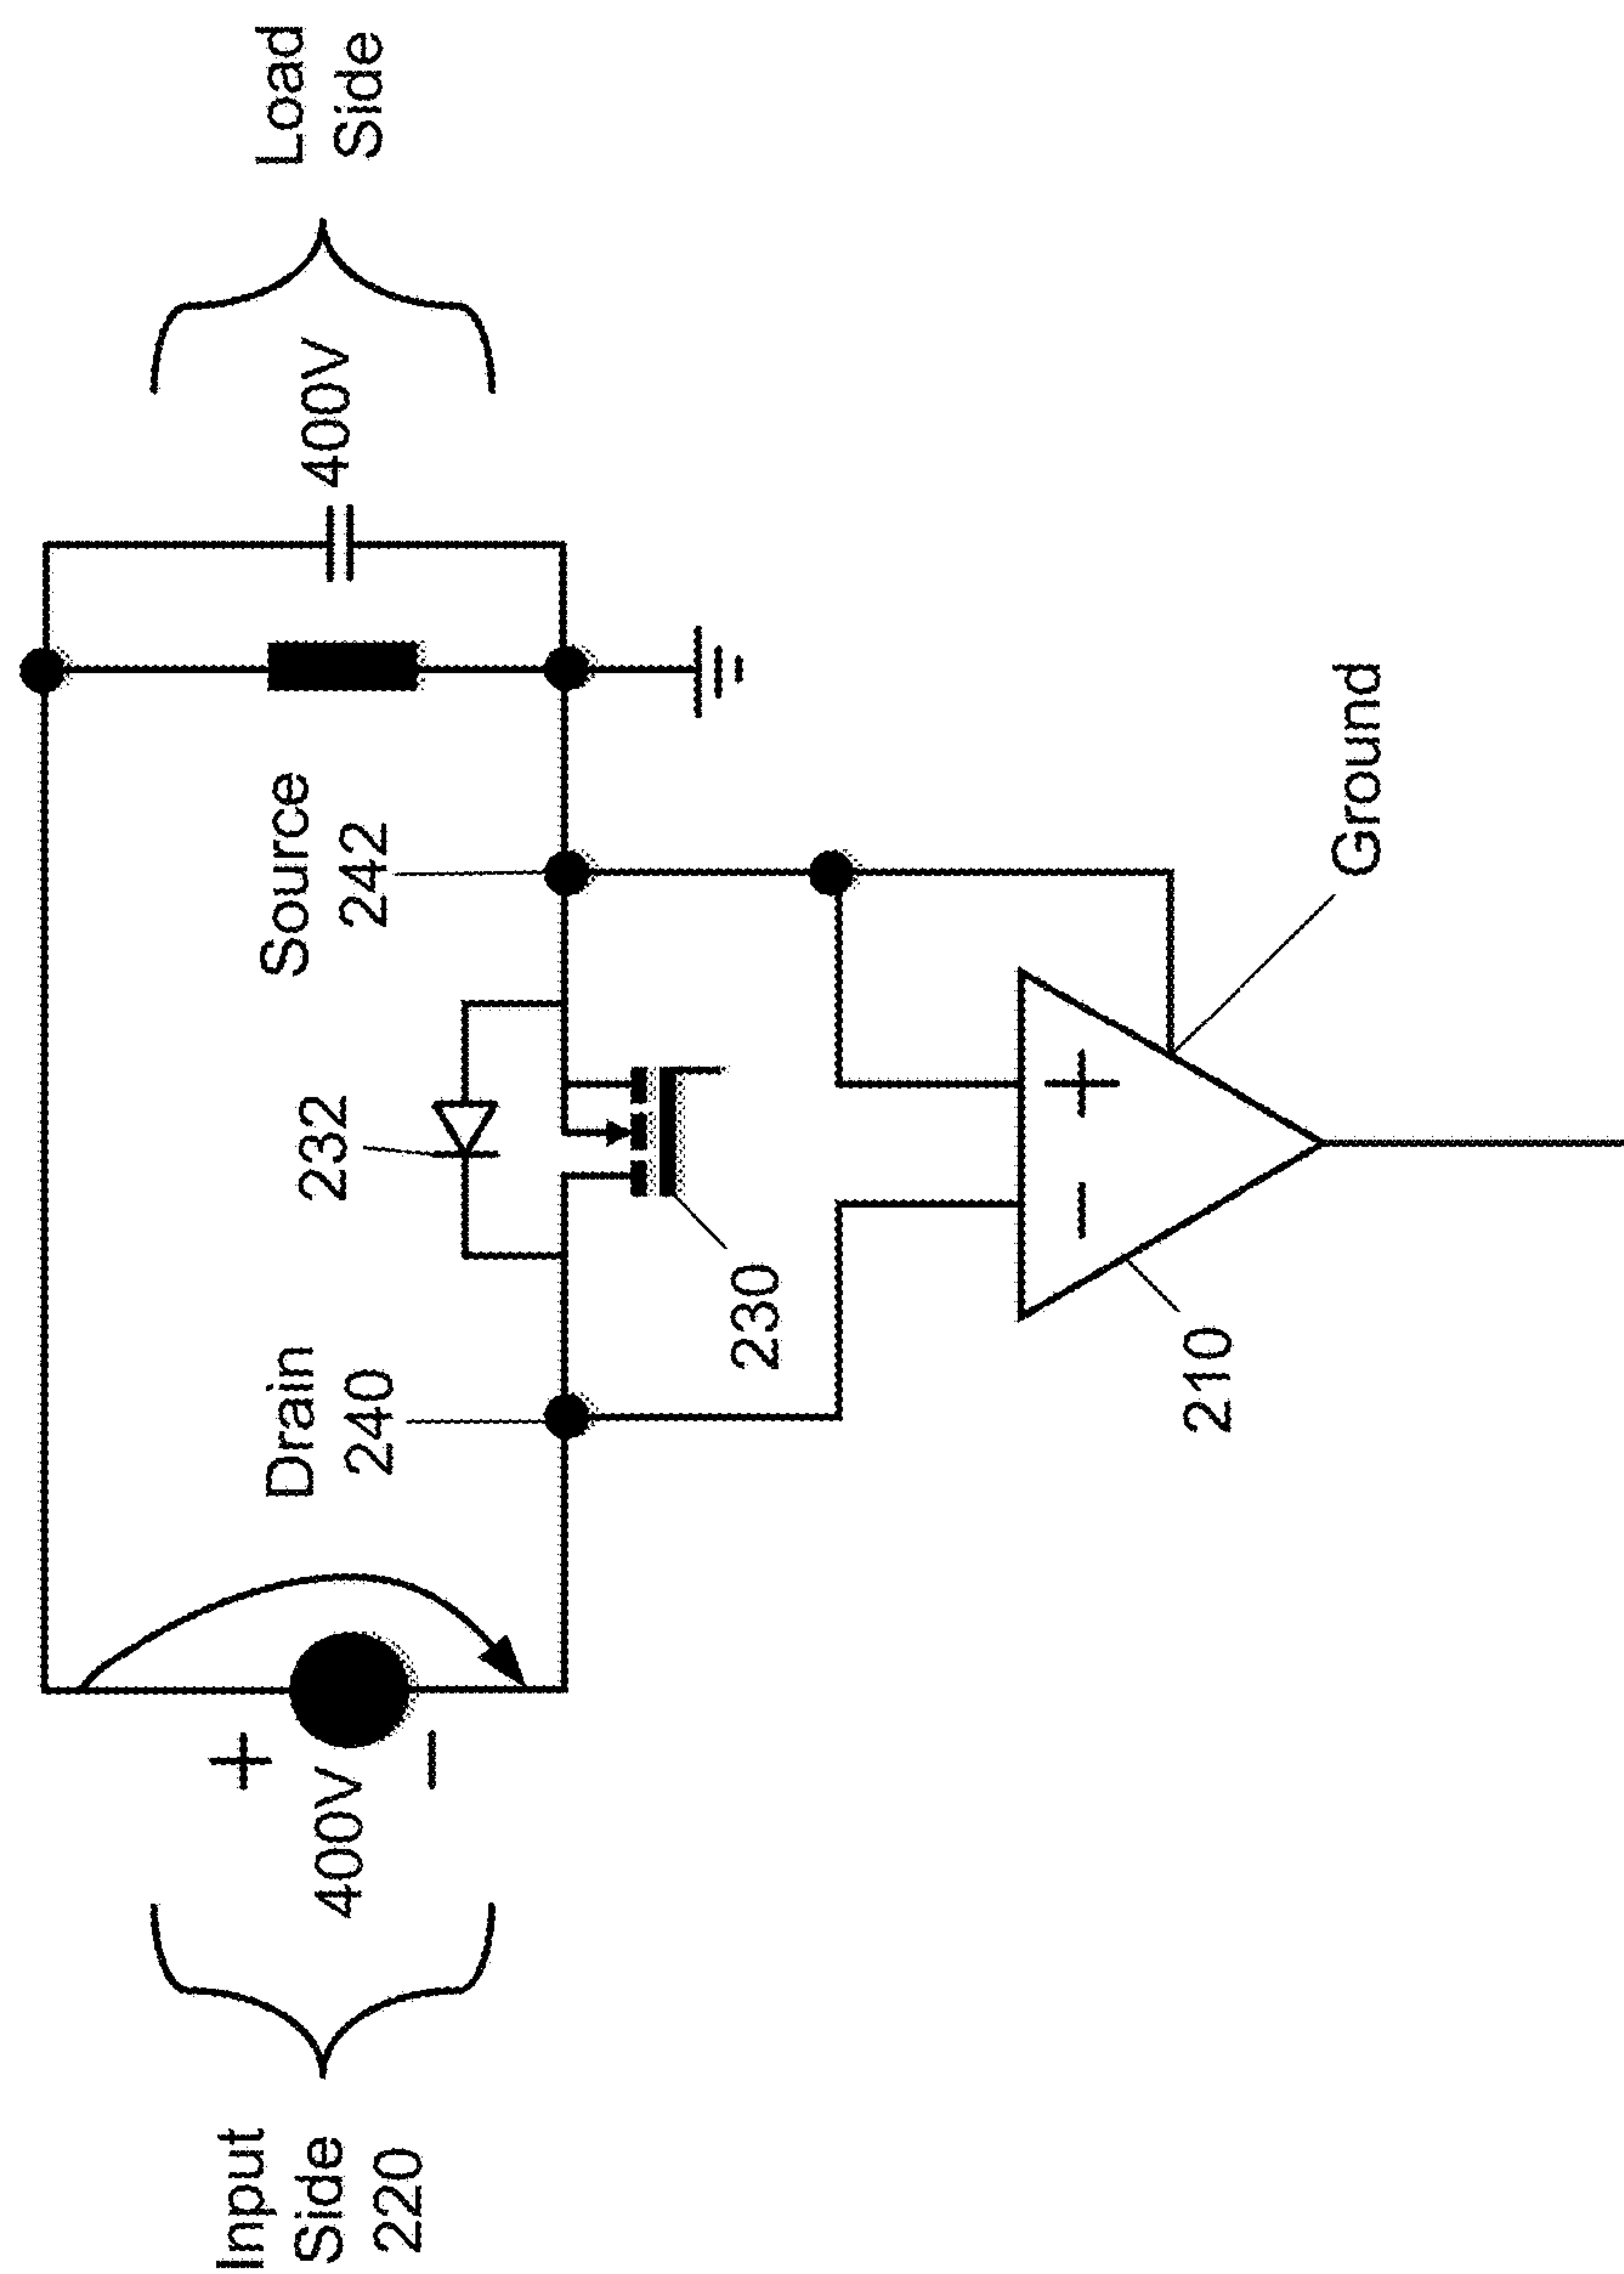 Input
Side
220
400V
+
−
Drain
240
232
Source
242
400V
Load
Side
230
210
−
+
Ground